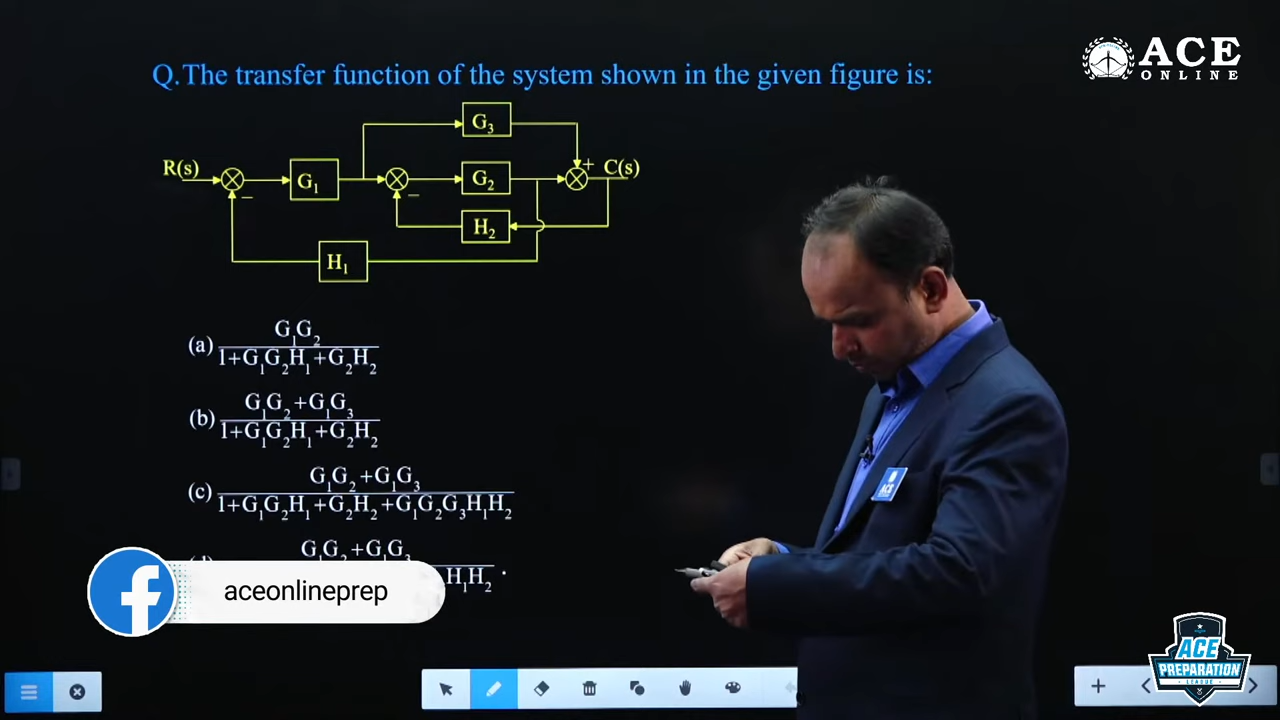 Q.The transfer function of the system shown in the given figure is:
ACE
ONLINE
G₃
R(s) G₁ G₂ + C(s)
− −
H₂
H₁
(a) G₁G₂
1+G₁G₂H₁+G₂H₂
(b) G₁G₂+G₁G₃
1+G₁G₂H₁+G₂H₂
(c) G₁G₂+G₁G₃
1+G₁G₂H₁+G₂H₂+G₁G₂G₃H₁H₂
G₁G₂+G₁G₃
H₁H₂ .
f aceonlineprep
ACE
ACE
PREPARATION
LEAGUE